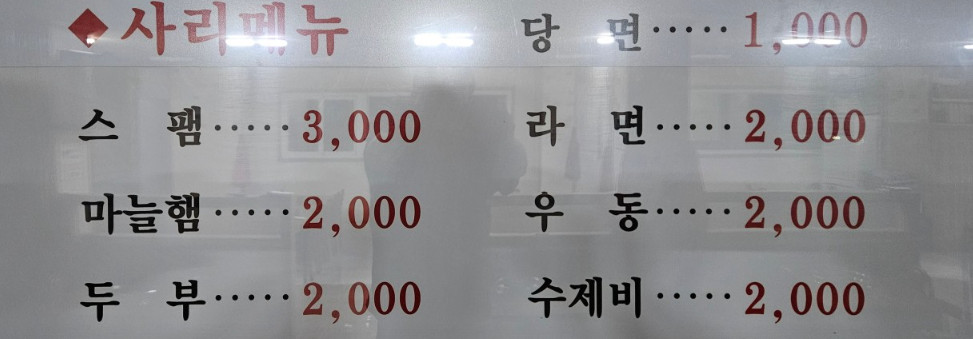 ◆사리메뉴
스 팸·····3,000
마늘햄·····2,000
두 부·····2,000
당 면·····1,000
라 면·····2,000
우 동·····2,000
수제비·····2,000